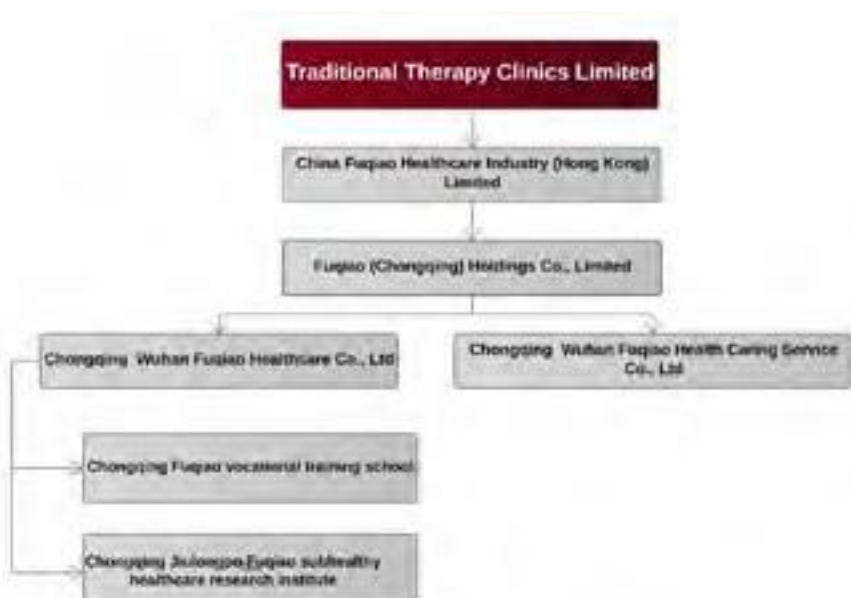 Traditional Therapy Clinics Limited
China Fuqiao Healthcare Industry (Hong Kong)
Limited
Fuqiao (Chongqing) Holdings Co., Limited
Chongqing Wuhan Fuqiao Healthcare Co., Ltd
Chongqing Wuhan Fuqiao Health Caring Service
Co., Ltd
Chongqing Fuqiao vocational training school
Chongqing Jiulongpo Fuqiao subhealthy
healthcare research institute